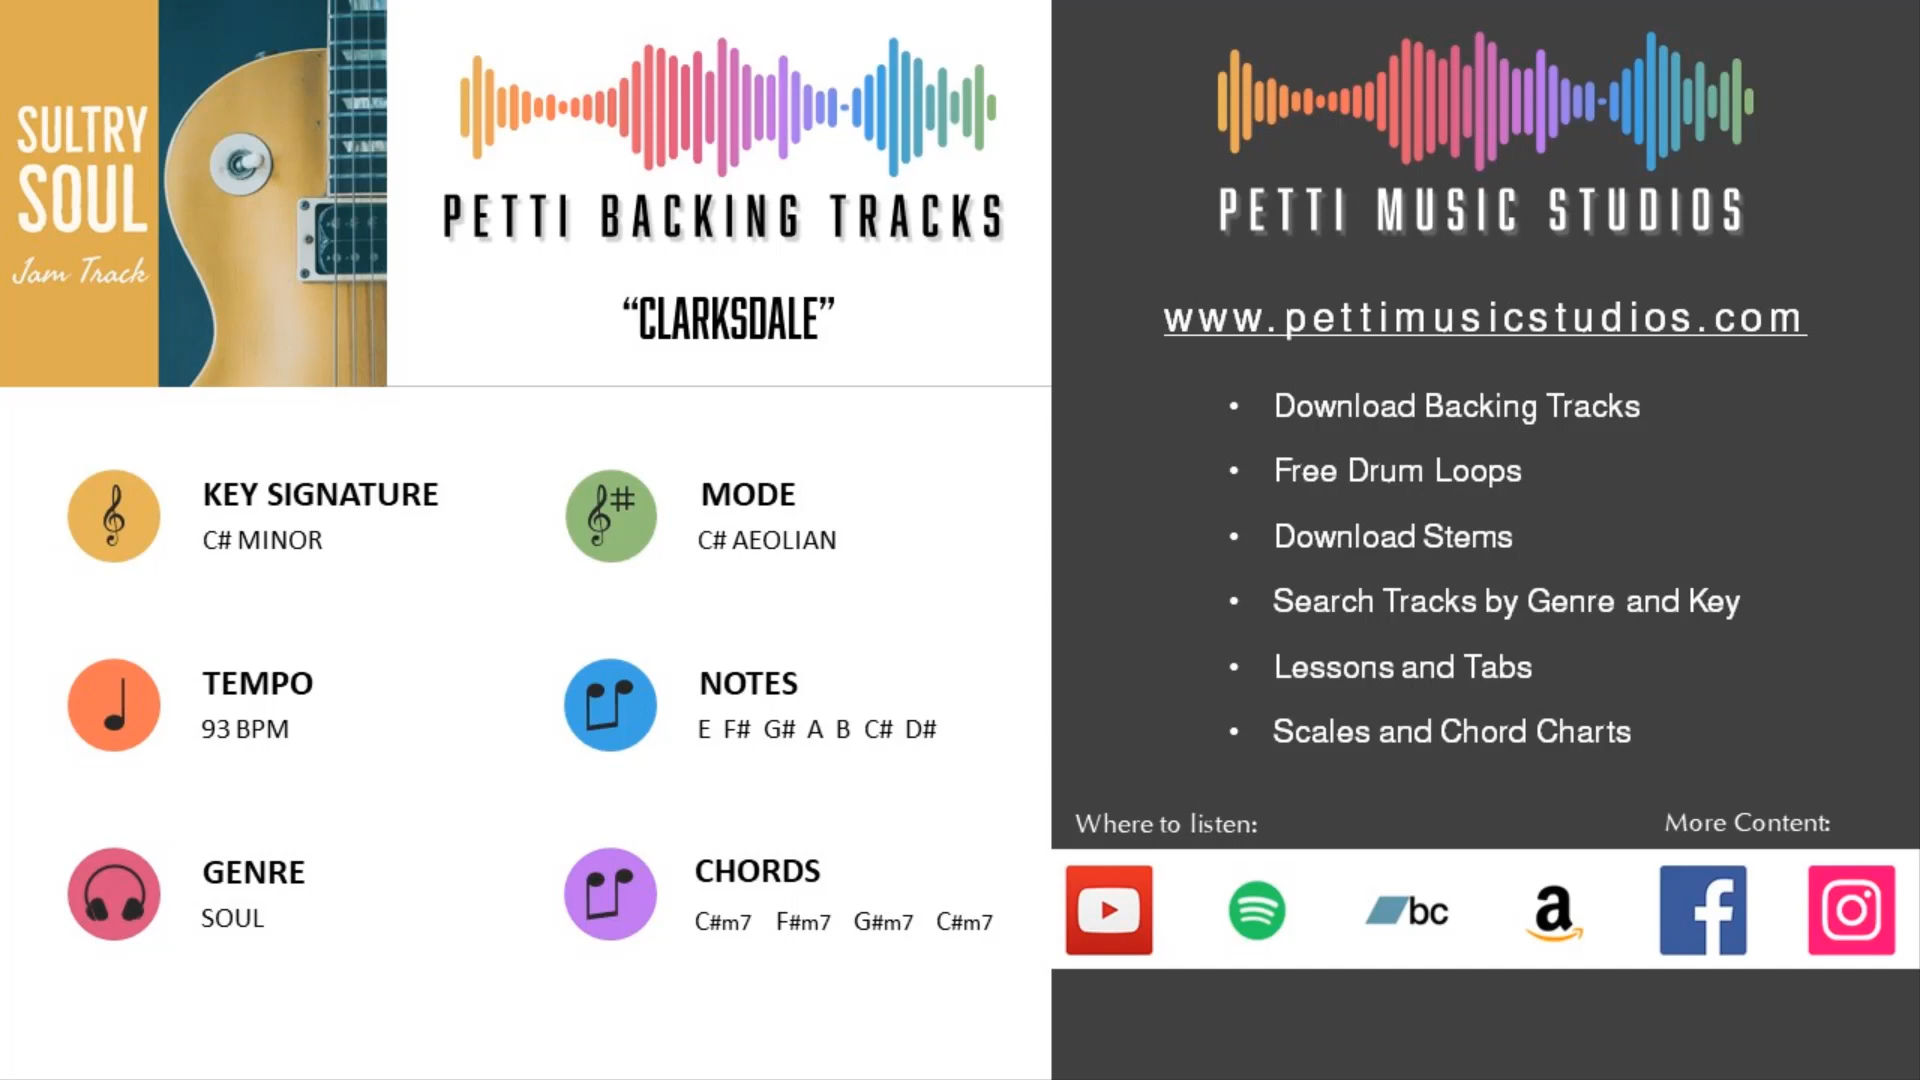 SULTRY
SOUL
Jam Track
PETTI BACKING TRACKS
“CLARKSDALE”
KEY SIGNATURE
C# MINOR
MODE
C# AEOLIAN
TEMPO
93 BPM
NOTES
E F# G# A B C# D#
GENRE
SOUL
CHORDS
C#m7 F#m7 G#m7 C#m7
PETTI MUSIC STUDIOS
www.pettimusicstudios.com
• Download Backing Tracks
• Free Drum Loops
• Download Stems
• Search Tracks by Genre and Key
• Lessons and Tabs
• Scales and Chord Charts
Where to listen:
More Content:
bc
a
f